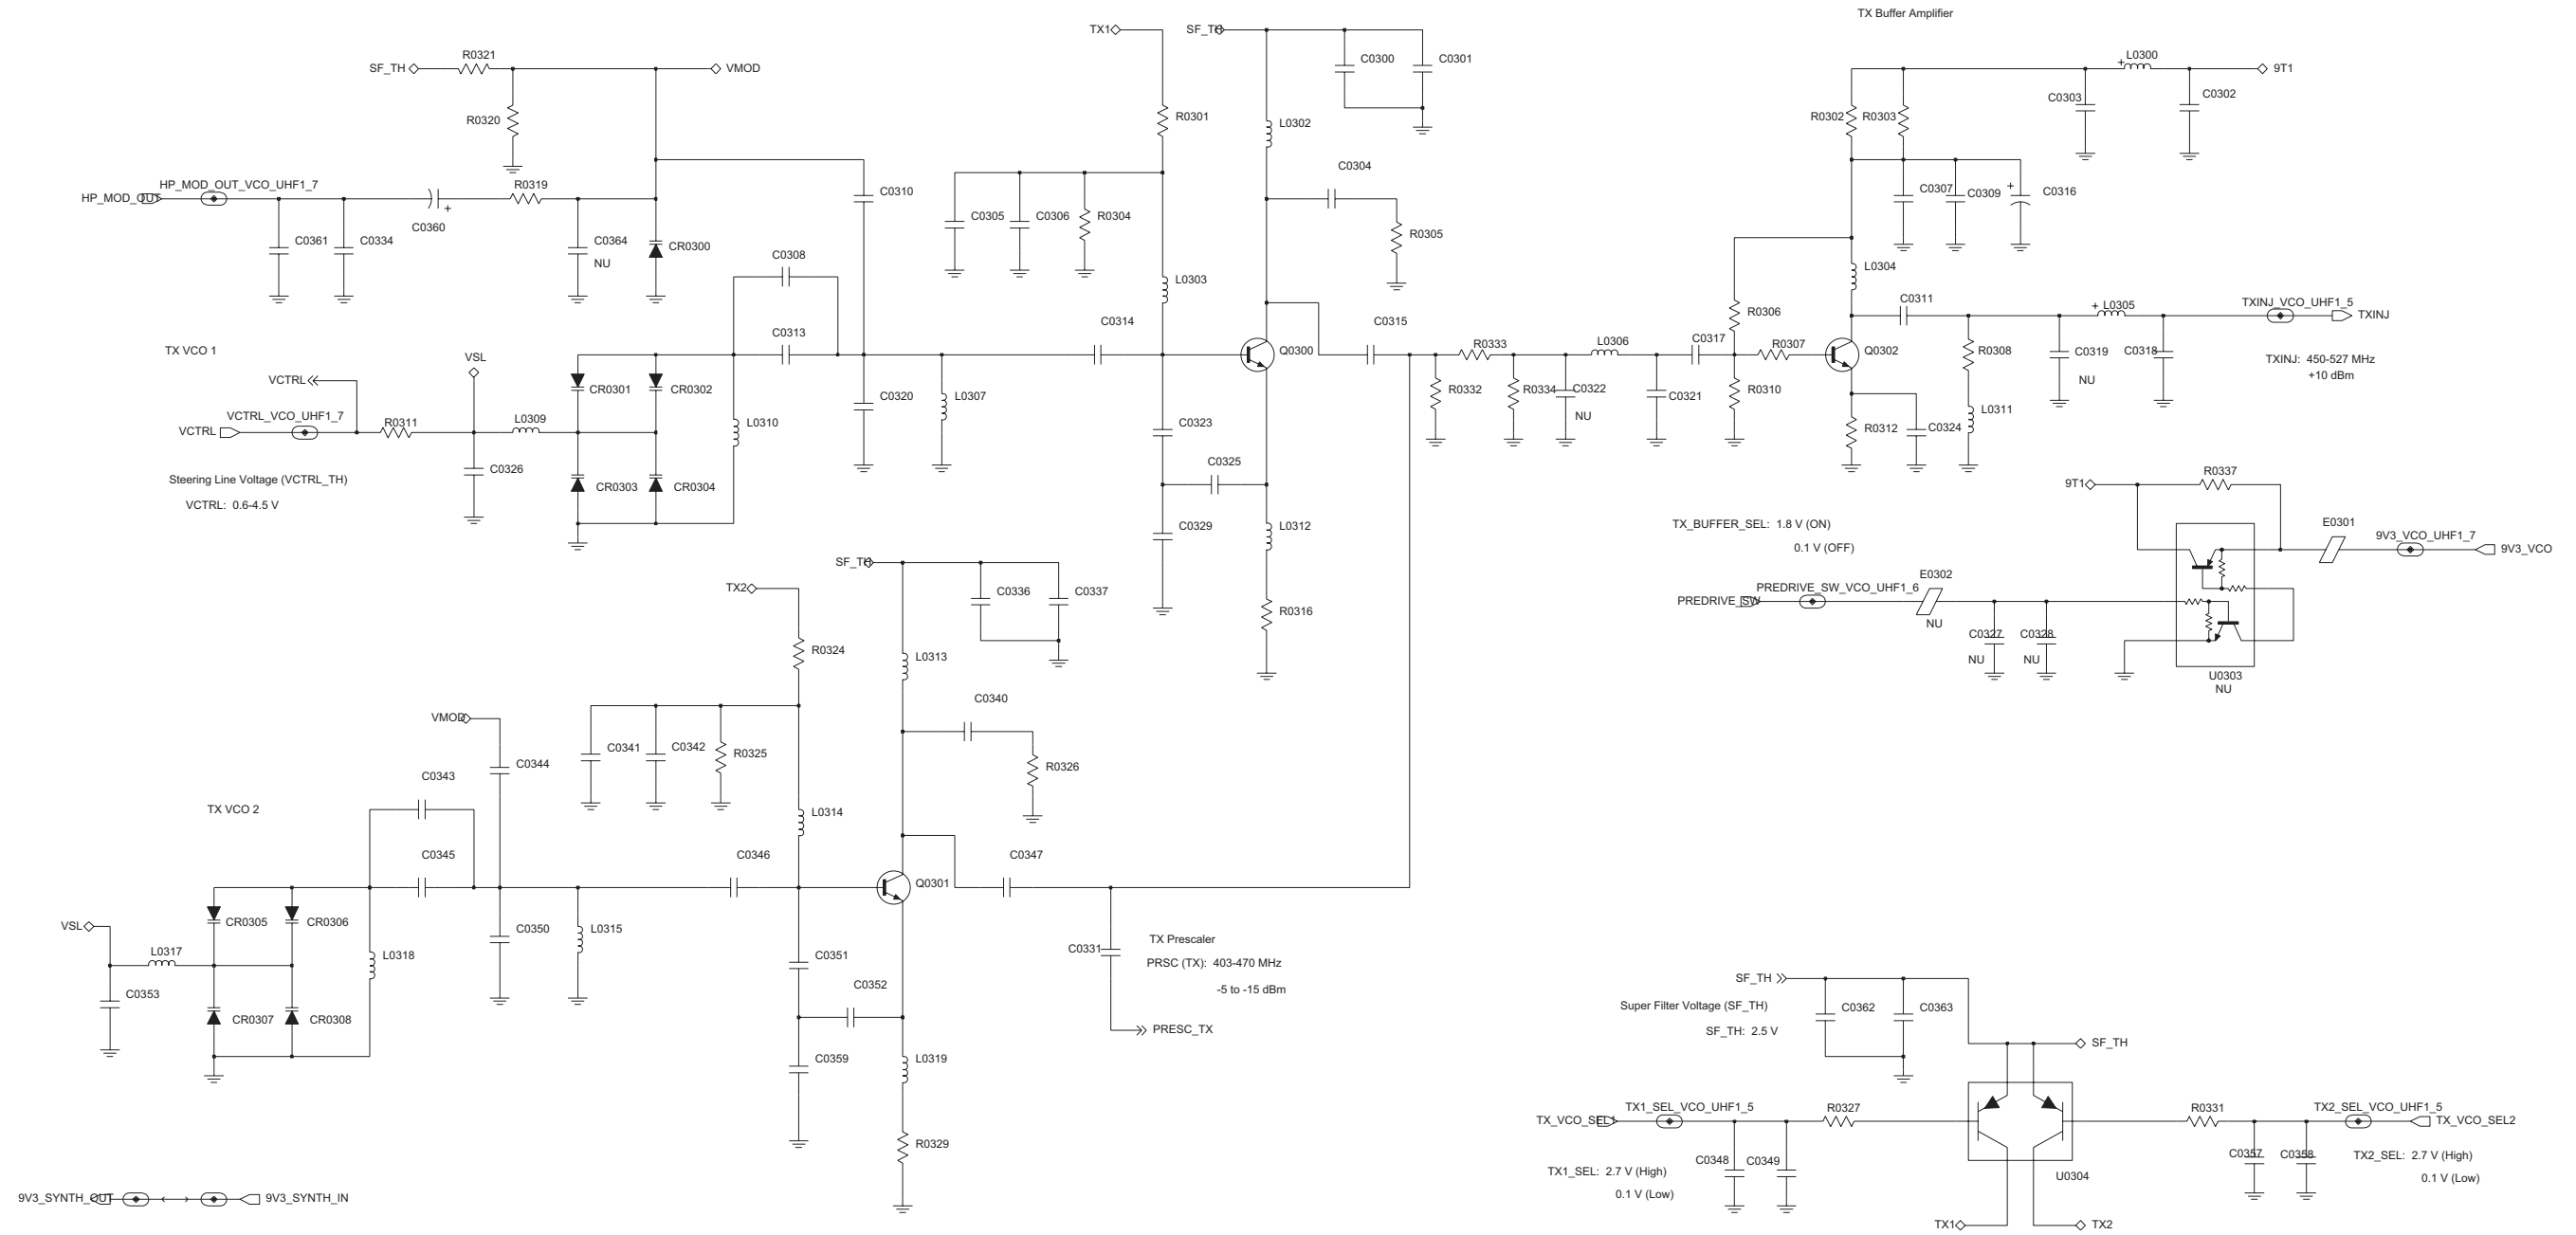 TX Buffer Amplifier
TX1
SF_TH
C0300
C0301
L0300
+
9T1
R0321
SF_TH
VMOD
C0303
C0302
R0320
R0301
L0302
R0302
R0303
C0304
HP_MOD_OUT_VCO_UHF1_7
R0319
HP_MOD_OUT
C0360
+
C0310
C0305
C0306
R0304
C0307
C0309
+
C0316
C0361
C0334
C0364
NU
CR0300
R0305
C0308
L0303
L0304
C0311
+ L0305
TXINJ_VCO_UHF1_5
TXINJ
C0313
C0314
C0315
R0306
TX VCO 1
VSL
Q0300
R0333
L0306
C0317
R0307
Q0302
R0308
C0319
NU
C0318
TXINJ: 450-527 MHz
+10 dBm
VCTRL
CR0301
CR0302
C0320
L0307
R0332
R0334
C0322
NU
C0321
R0310
VCTRL_VCO_UHF1_7
VCTRL
R0311
L0309
L0310
C0323
R0312
C0324
L0311
C0326
C0325
Steering Line Voltage (VCTRL_TH)
VCTRL: 0.6-4.5 V
CR0303
CR0304
R0337
9T1
C0329
L0312
TX_BUFFER_SEL: 1.8 V (ON)
0.1 V (OFF)
E0301
9V3_VCO_UHF1_7
9V3_VCO
SF_TH
TX2
C0336
C0337
R0316
E0302
PREDRIVE_SW_VCO_UHF1_6
PREDRIVE_SW
NU
C0327
NU
C0328
NU
U0303
NU
R0324
L0313
C0340
VMOD
C0341
C0342
R0325
C0344
R0326
C0343
TX VCO 2
L0314
C0345
C0346
Q0301
C0347
VSL
CR0305
CR0306
C0350
L0315
L0317
L0318
C0351
C0331
TX Prescaler
PRSC (TX): 403-470 MHz
-5 to -15 dBm
C0353
CR0307
CR0308
C0352
PRESC_TX
SF_TH
C0362
C0363
Super Filter Voltage (SF_TH)
SF_TH: 2.5 V
SF_TH
C0359
L0319
R0329
TX1_SEL_VCO_UHF1_5
TX_VCO_SEL1
R0327
R0331
TX2_SEL_VCO_UHF1_5
TX_VCO_SEL2
TX1_SEL: 2.7 V (High)
0.1 V (Low)
C0348
C0349
U0304
C0357
C0358
TX2_SEL: 2.7 V (High)
0.1 V (Low)
9V3_SYNTH_OUT
9V3_SYNTH_IN
TX1
TX2